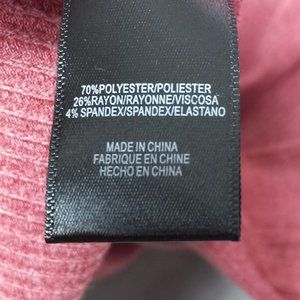 70%POLYESTER/POLIESTER
26%RAYON/RAYONNE/VISCOSA
4% SPANDEX/SPANDEX/ELASTANO
MADE IN CHINA
FABRIQUE EN CHINE
HECHO EN CHINA